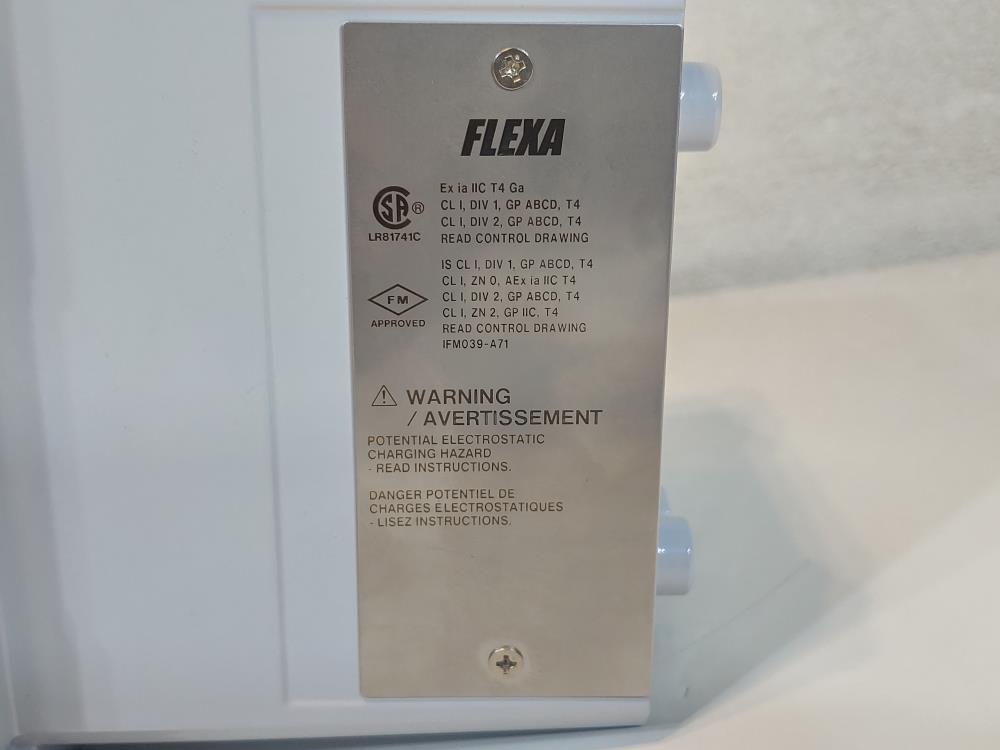 FLEXA
CSA ®
LR81741C
Ex ia IIC T4 Ga
CL I, DIV 1, GP ABCD, T4
CL I, DIV 2, GP ABCD, T4
READ CONTROL DRAWING
FM
APPROVED
IS CL I, DIV 1, GP ABCD, T4
CL I, ZN 0, AEx ia IIC T4
CL I, DIV 2, GP ABCD, T4
CL I, ZN 2, GP IIC, T4
READ CONTROL DRAWING
IFM039-A71
WARNING
/ AVERTISSEMENT
POTENTIAL ELECTROSTATIC
CHARGING HAZARD
- READ INSTRUCTIONS.
DANGER POTENTIEL DE
CHARGES ELECTROSTATIQUES
- LISEZ INSTRUCTIONS.